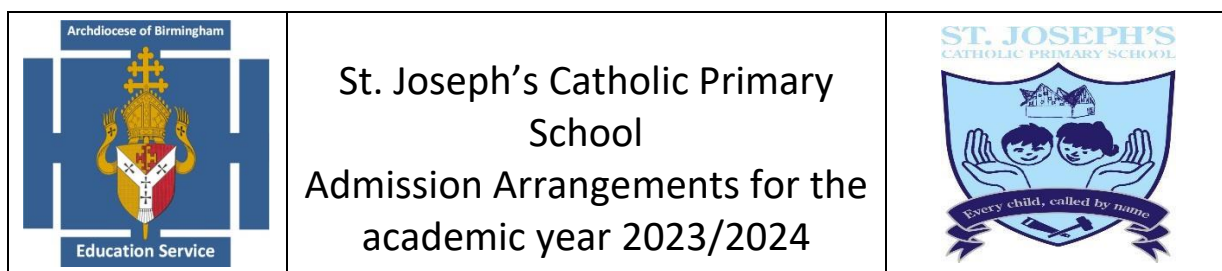 Archdiocese of Birmingham
Education Service
St. Joseph’s Catholic Primary
School
Admission Arrangements for the
academic year 2023/2024
ST. JOSEPH'S
CATHOLIC PRIMARY SCHOOL
Every child, called by name